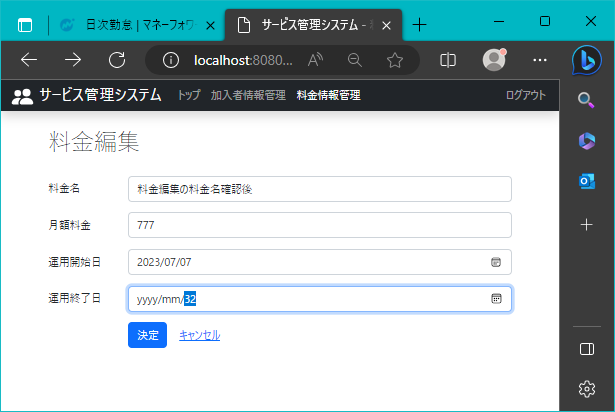 日次勤怠 | マネーフォワー
サービス管理システム -
localhost:8080...
サービス管理システム トップ 加入者情報管理 料金情報管理 ログアウト
料金編集
料金名 料金編集の料金名確認後
月額料金 777
運用開始日 2023/07/07
運用終了日 yyyy/mm/32
決定 キャンセル